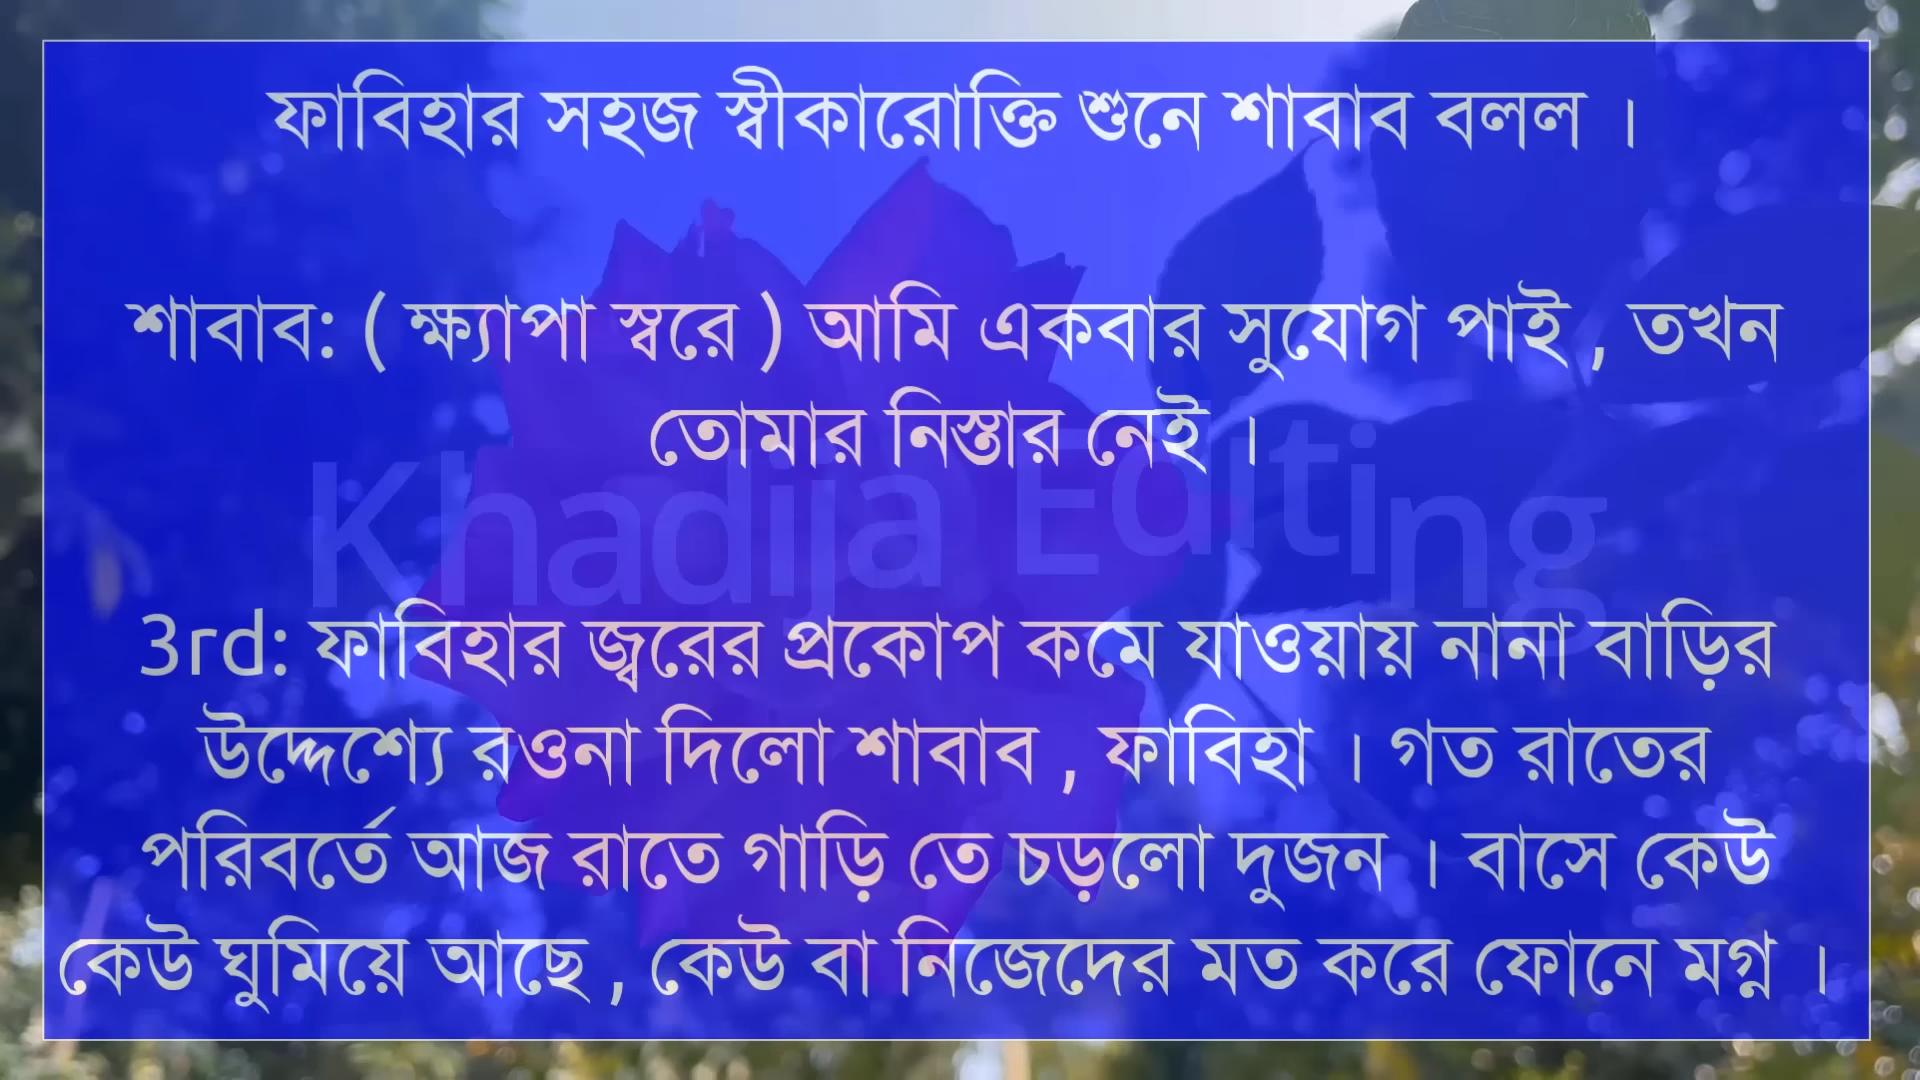 ফাবিহার সহজ স্বীকারোক্তি শুনে শাবাব বলল ।
শাবাব: ( ক্ষ্যাপা স্বরে ) আমি একবার সুযোগ পাই , তখন
তোমার নিস্তার নেই ।
Khadija Editing
3rd: ফাবিহার জ্বরের প্রকোপ কমে যাওয়ায় নানা বাড়ির
উদ্দেশ্যে রওনা দিলো শাবাব , ফাবিহা । গত রাতের
পরিবর্তে আজ রাতে গাড়ি তে চড়লো দুজন । বাসে কেউ
কেউ ঘুমিয়ে আছে , কেউ বা নিজেদের মত করে ফোনে মগ্ন ।